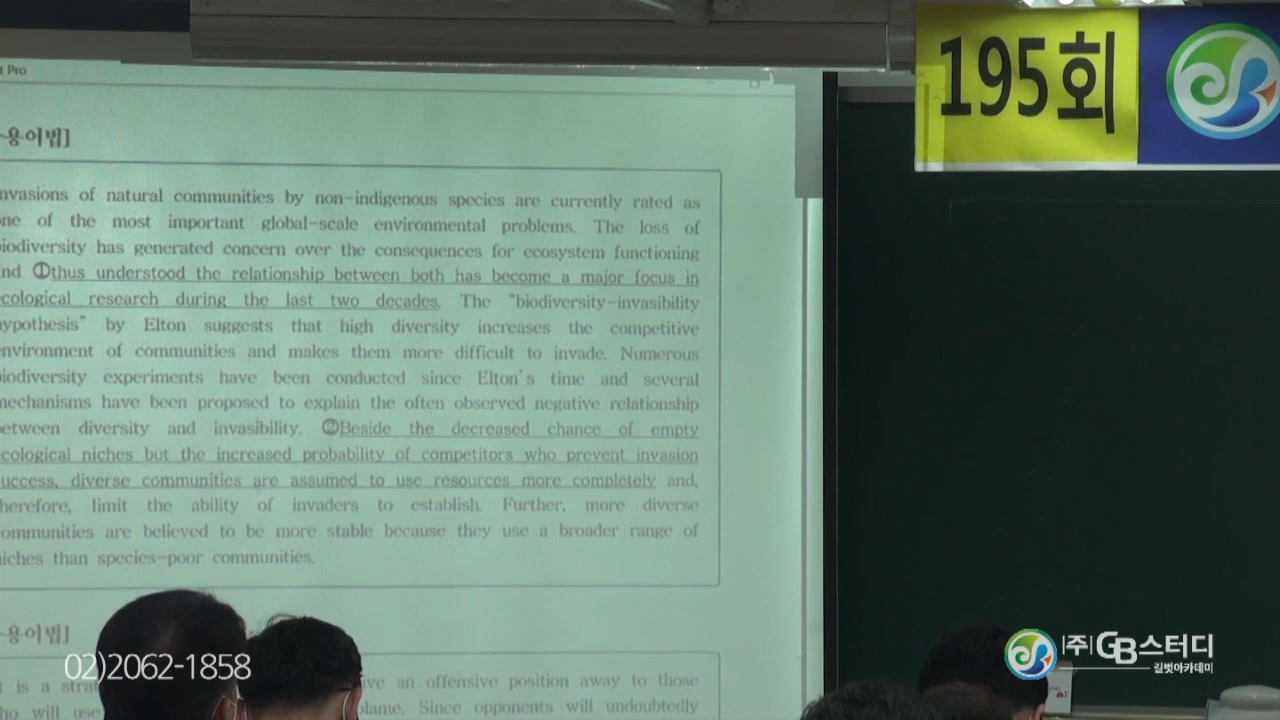 t Pro
195회
용어법]
nvasions of natural communities by non-indigenous species are currently rated as
ne of the most important global-scale environmental problems. The loss of
iodiversity has generated concern over the consequences for ecosystem functioning
nd ①thus understood the relationship between both has become a major focus in
cological research during the last two decades. The "biodiversity-invasibility
ypothesis" by Elton suggests that high diversity increases the competitive
nvironment of communities and makes them more difficult to invade. Numerous
iodiversity experiments have been conducted since Elton's time and several
mechanisms have been proposed to explain the often observed negative relationship
etween diversity and invasibility. ②Beside the decreased chance of empty
cological niches but the increased probability of competitors who prevent invasion
uccess, diverse communities are assumed to use resources more completely and,
herefore, limit the ability of invaders to establish. Further, more diverse
ommunities are believed to be more stable because they use a broader range of
iches than species-poor communities.
용어법]
t is a strat ive an offensive position away to those
ho will use blame. Since opponents will undoubtedly
02)2062-1858
(주) GB스터디
길벗아카데미